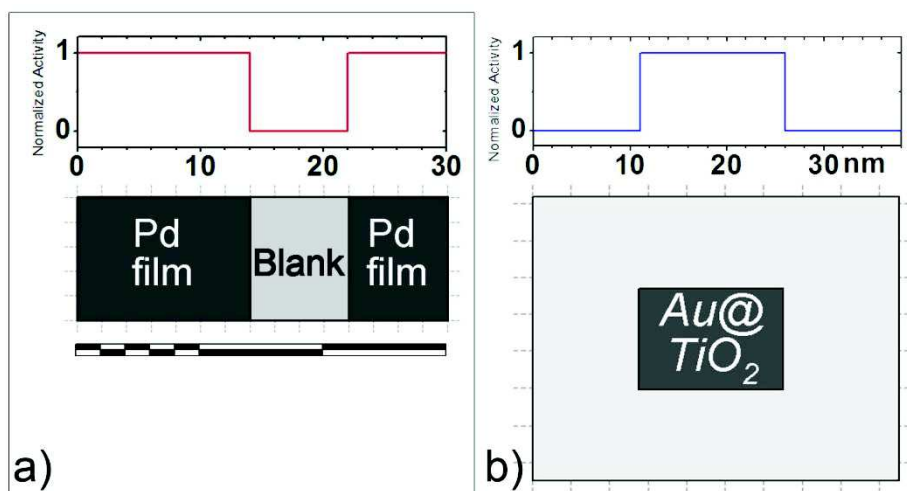 Normalized Activity
1
0
0 10 20 30
Pd
film
Blank
Pd
film
a)
Normalized Activity
1
0
0 10 20 30 nm
Au@
TiO2
b)